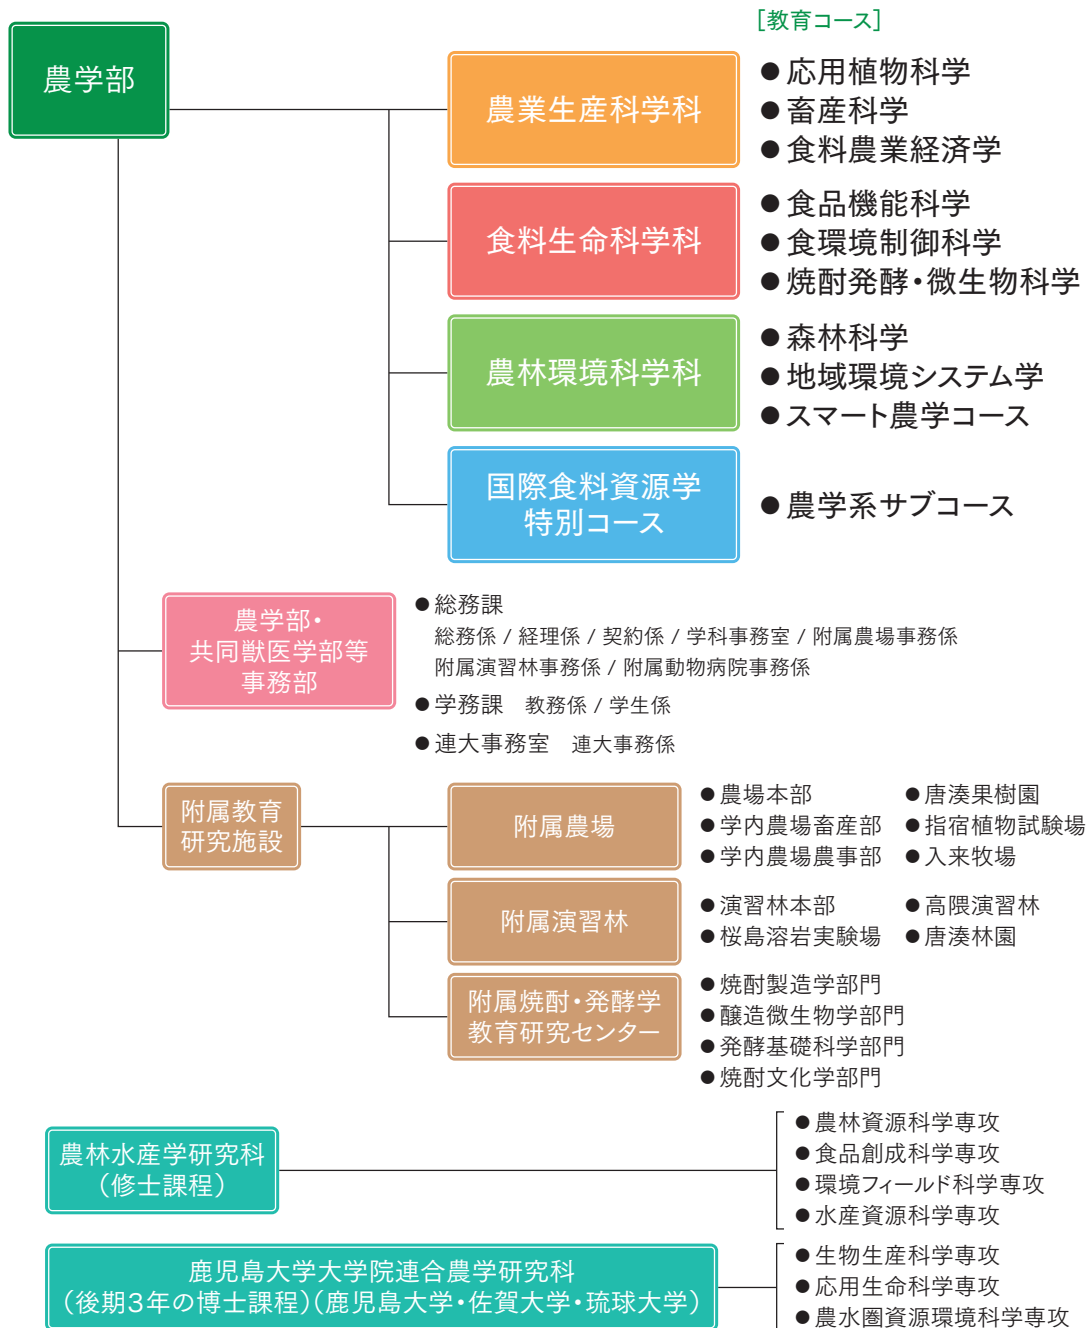 [教育コース]
農学部
農業生産科学科
●応用植物科学
●畜産科学
●食料農業経済学
食料生命科学科
●食品機能科学
●食環境制御科学
●焼酎発酵・微生物科学
農林環境科学科
●森林科学
●地域環境システム学
●スマート農学コース
国際食料資源学
特別コース
●農学系サブコース
農学部・
共同獣医学部等
事務部
●総務課
総務係 / 経理係 / 契約係 / 学科事務室 / 附属農場事務係
附属演習林事務係 / 附属動物病院事務係
●学務課 教務係 / 学生係
●連大事務室 連大事務係
附属教育
研究施設
附属農場
●農場本部 ●唐湊果樹園
●学内農場畜産部 ●指宿植物試験場
●学内農場農事部 ●入来牧場
附属演習林
●演習林本部 ●高隈演習林
●桜島溶岩実験場 ●唐湊林園
附属焼酎・発酵学
教育研究センター
●焼酎製造学部門
●醸造微生物学部門
●発酵基礎科学部門
●焼酎文化学部門
農林水産学研究科
(修士課程)
●農林資源科学専攻
●食品創成科学専攻
●環境フィールド科学専攻
●水産資源科学専攻
鹿児島大学大学院連合農学研究科
(後期3年の博士課程)(鹿児島大学・佐賀大学・琉球大学)
●生物生産科学専攻
●応用生命科学専攻
●農水圏資源環境科学専攻